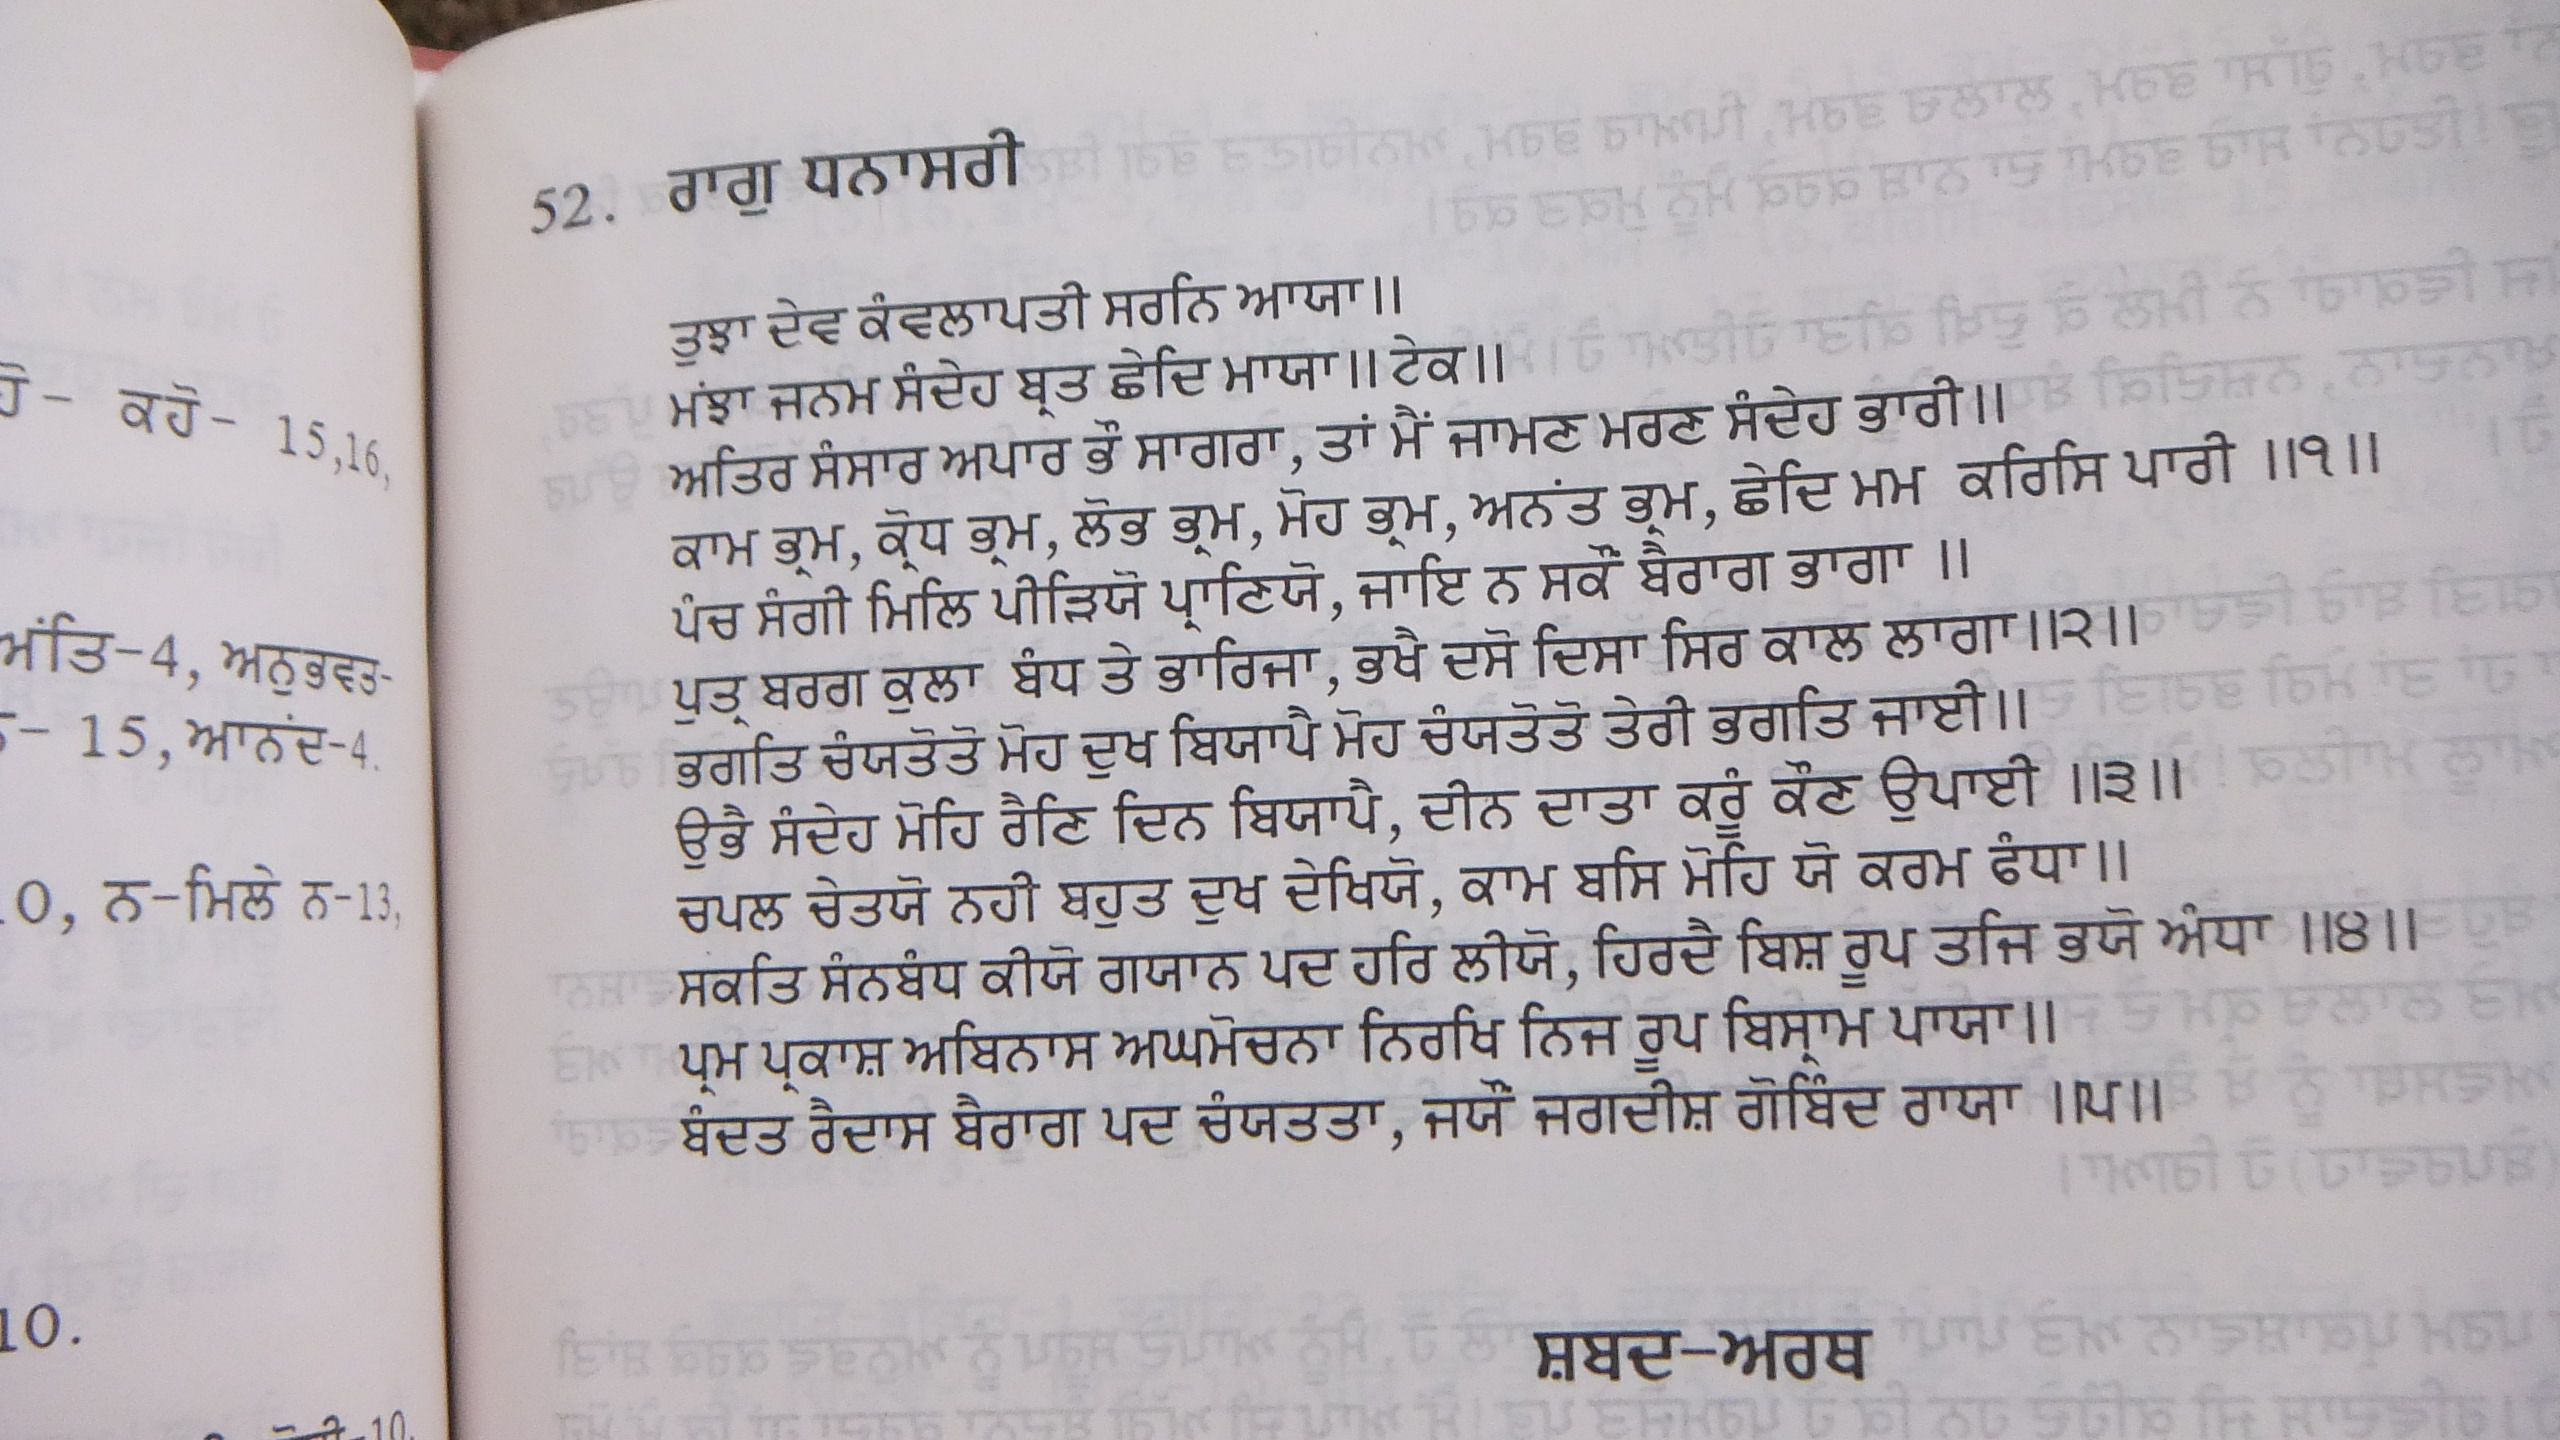 ਹੋ- ਕਹੋ- 15,16,
ਅੰਤਿ-4, ਅਨੁਭਵਤ-
- 15, ਆਨੰਦ-4.
10, ਨ-ਮਿਲੇ ਨ-13,
10.
52. ਰਾਗੁ ਧਨਾਸਰੀ
ਤੁਝਾ ਦੇਵ ਕੰਵਲਾਪਤੀ ਸਰਨਿ ਆਯਾ॥
ਮੰਝਾ ਜਨਮ ਸੰਦੇਹ ਬ੍ਰਤ ਛੇਦਿ ਮਾਯਾ॥ ਟੇਕ॥
ਅਤਿਰ ਸੰਸਾਰ ਅਪਾਰ ਭੌ ਸਾਗਰਾ, ਤਾਂ ਮੈਂ ਜਾਮਣ ਮਰਣ ਸੰਦੇਹ ਭਾਰੀ॥
ਕਾਮ ਭ੍ਰਮ, ਕ੍ਰੋਧ ਭ੍ਰਮ, ਲੋਭ ਭ੍ਰਮ, ਮੋਹ ਭ੍ਰਮ, ਅਨੰਤ ਭ੍ਰਮ, ਛੇਦਿ ਮਮ ਕਰਿਸਿ ਪਾਰੀ ॥੧॥
ਪੰਚ ਸੰਗੀ ਮਿਲਿ ਪੀੜਿਯੋ ਪ੍ਰਾਣਿਯੋ, ਜਾਇ ਨ ਸਕੌਂ ਬੈਰਾਗ ਭਾਗਾ ॥
ਪੁਤ੍ਰ ਬਰਗ ਕੁਲਾ ਬੰਧ ਤੇ ਭਾਰਿਜਾ, ਭਖੈ ਦਸੋ ਦਿਸਾ ਸਿਰ ਕਾਲ ਲਾਗਾ॥੨॥
ਭਗਤਿ ਚੰਯਤੋਤੋ ਮੋਹ ਦੁਖ ਬਿਯਾਪੈ ਮੋਹ ਚੰਯਤੋਤੋ ਤੇਰੀ ਭਗਤਿ ਜਾਈ॥
ਉਭੈ ਸੰਦੇਹ ਮੋਹਿ ਰੈਣਿ ਦਿਨ ਬਿਯਾਪੈ, ਦੀਨ ਦਾਤਾ ਕਰੂੰ ਕੌਣ ਉਪਾਈ ॥੩॥
ਚਪਲ ਚੇਤਯੋ ਨਹੀ ਬਹੁਤ ਦੁਖ ਦੇਖਿਯੋ, ਕਾਮ ਬਸਿ ਮੋਹਿ ਯੋ ਕਰਮ ਫੰਧਾ॥
ਸਕਤਿ ਸੰਨਬੰਧ ਕੀਯੋ ਗਯਾਨ ਪਦ ਹਰਿ ਲੀਯੋ, ਹਿਰਦੈ ਬਿਸ਼ ਰੂਪ ਤਜਿ ਭਯੋ ਅੰਧਾ ॥੪॥
ਪ੍ਰਮ ਪ੍ਰਕਾਸ਼ ਅਬਿਨਾਸ ਅਘਮੋਚਨਾ ਨਿਰਖਿ ਨਿਜ ਰੂਪ ਬਿਸ੍ਰਾਮ ਪਾਯਾ॥
ਬੰਦਤ ਰੈਦਾਸ ਬੈਰਾਗ ਪਦ ਚੰਯਤਤਾ, ਜਯੌਂ ਜਗਦੀਸ਼ ਗੋਬਿੰਦ ਰਾਯਾ ॥੫॥
ਸ਼ਬਦ-ਅਰਥ